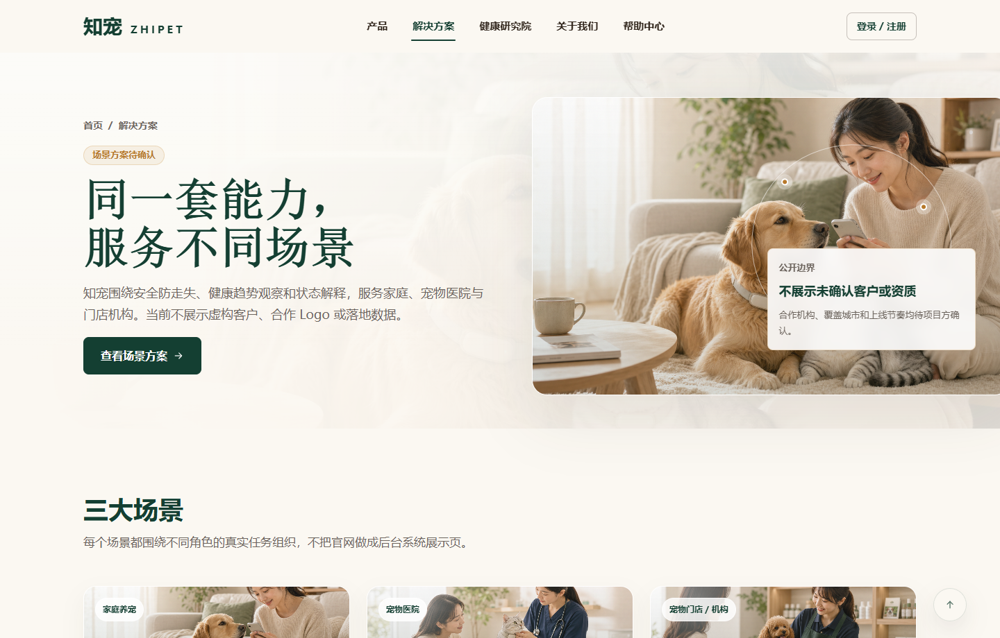 知宠 ZHIPET
产品
解决方案
健康研究院
关于我们
帮助中心
登录 / 注册
首页 / 解决方案
场景方案待确认
同一套能力，
服务不同场景
知宠围绕安全防走失、健康趋势观察和状态解释，服务家庭、宠物医院与
门店机构。当前不展示虚构客户、合作 Logo 或落地数据。
查看场景方案 →
公开边界
不展示未确认客户或资质
合作机构、覆盖城市和上线节奏均待项目方确
认。
三大场景
每个场景都围绕不同角色的真实任务组织，不把官网做成后台系统展示页。
家庭养宠
宠物医院
宠物门店 / 机构
↑